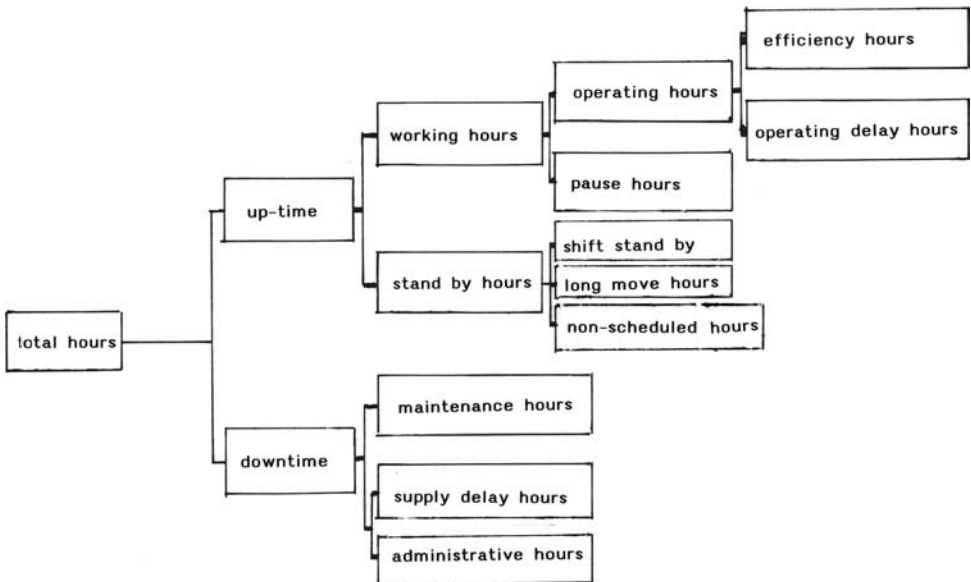 efficiency hours
operating hours
operating delay hours
working hours
pause hours
up-time
shift stand by
stand by hours
long move hours
non-scheduled hours
total hours
maintenance hours
downtime
supply delay hours
administrative hours